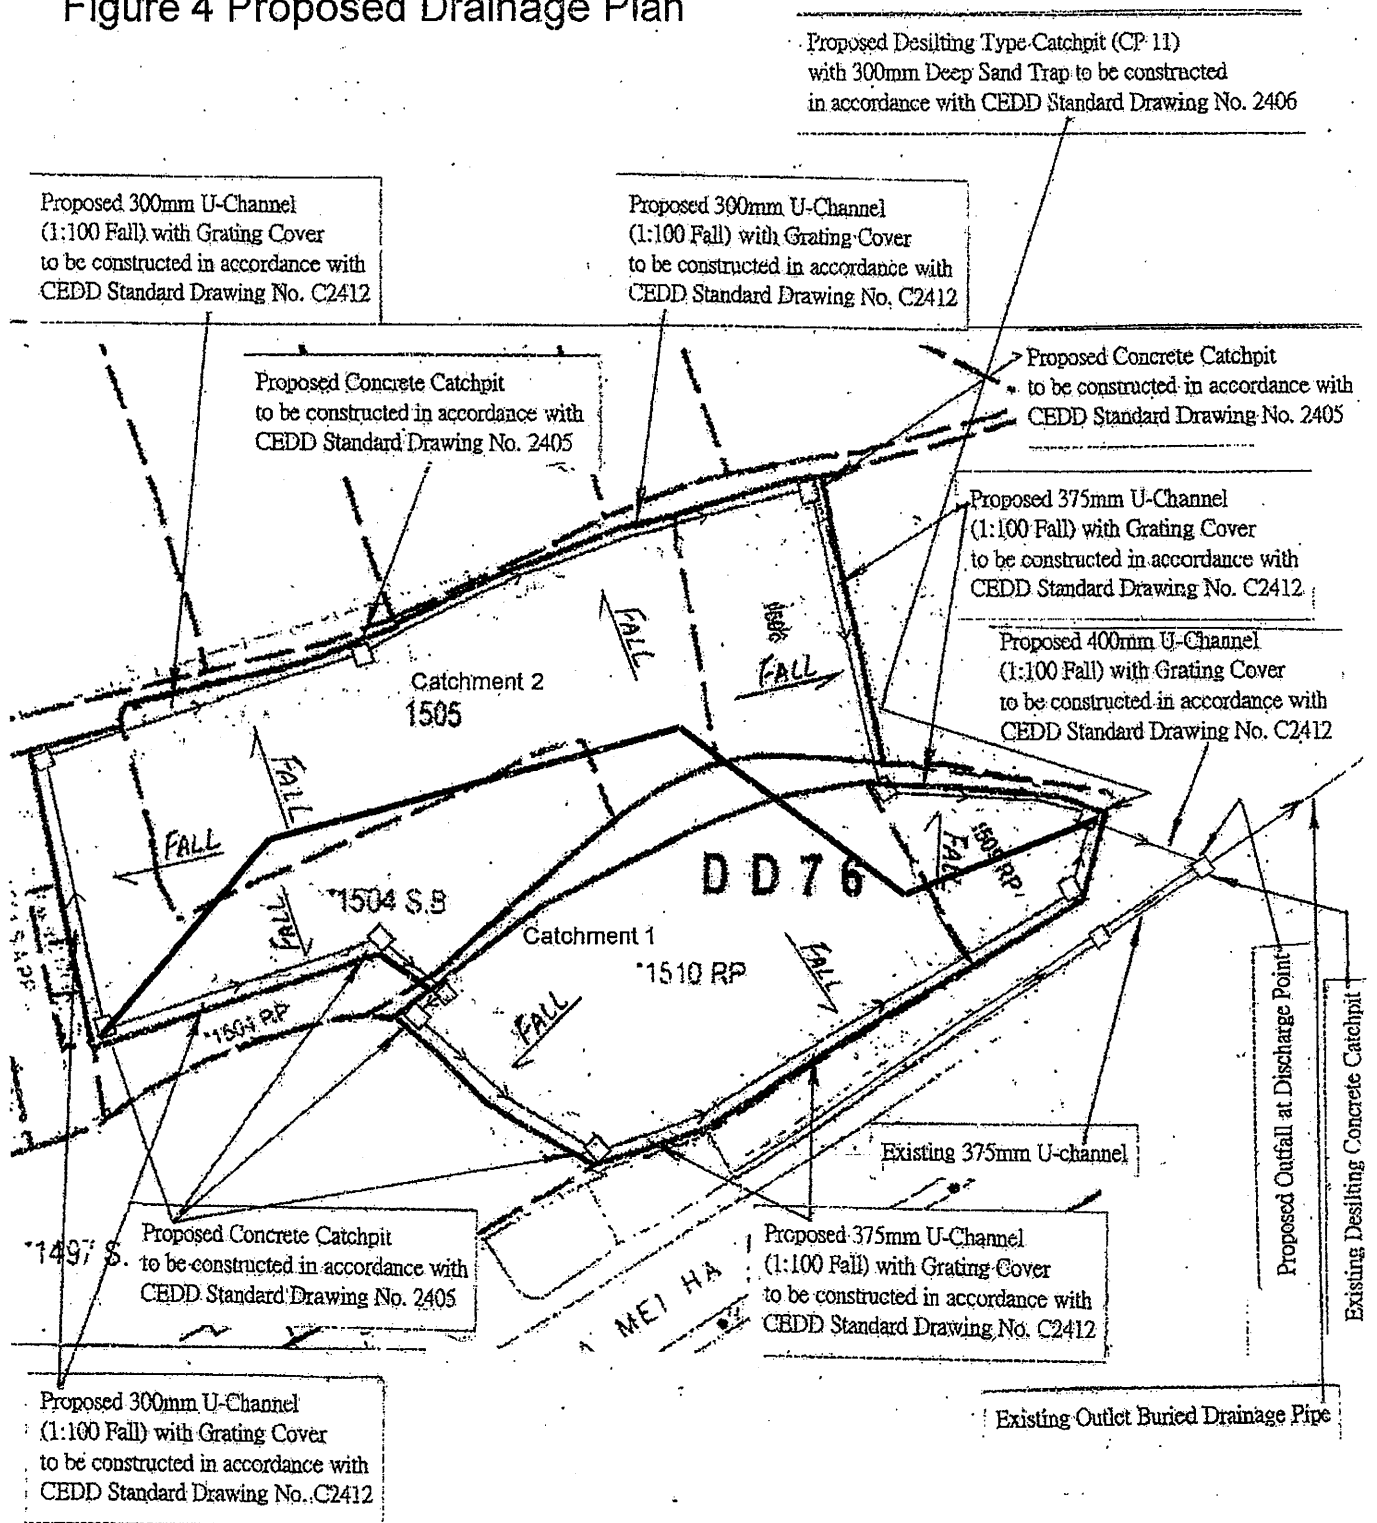 Figure 4 Proposed Drainage Plan
Proposed Desilting Type Catchpit (CP 11)
with 300mm Deep Sand Trap to be constructed
in accordance with CEDD Standard Drawing No. 2406
Proposed 300mm U-Channel
(1:100 Fall) with Grating Cover
to be constructed in accordance with
CEDD Standard Drawing No. C2412
Proposed 300mm U-Channel
(1:100 Fall) with Grating Cover
to be constructed in accordance with
CEDD Standard Drawing No. C2412
Proposed Concrete Catchpit
to be constructed in accordance with
CEDD Standard Drawing No. 2405
Proposed Concrete Catchpit
to be constructed in accordance with
CEDD Standard Drawing No. 2405
Proposed 375mm U-Channel
(1:100 Fall) with Grating Cover
to be constructed in accordance with
CEDD Standard Drawing No. C2412
Proposed 400mm U-Channel
(1:100 Fall) with Grating Cover
to be constructed in accordance with
CEDD Standard Drawing No. C2412
FALL
FALL
Catchment 2
1505
FALL
FALL
FALL
1509 RP
FALL
DD76
1504 S.B
Catchment 1
1510 RP
FALL
FALL
1504 RP
Existing 375mm U-channel
Proposed Outfall at Discharge Point
Existing Desilting Concrete Catchpit
1497 S.
Proposed Concrete Catchpit
to be constructed in accordance with
CEDD Standard Drawing No. 2405
MEI HA
Proposed 375mm U-Channel
(1:100 Fall) with Grating Cover
to be constructed in accordance with
CEDD Standard Drawing No. C2412
Proposed 300mm U-Channel
(1:100 Fall) with Grating Cover
to be constructed in accordance with
CEDD Standard Drawing No. C2412
Existing Outlet Buried Drainage Pipe